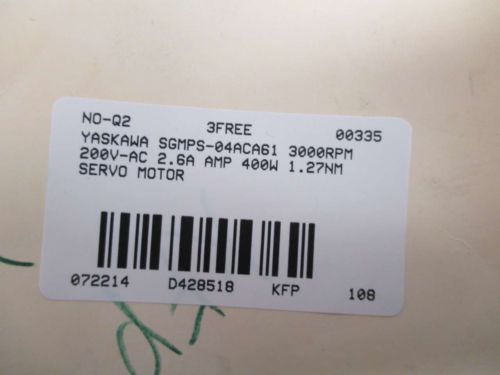 NO-Q2 3FREE 00335
YASKAWA SGMPS-04ACA61 3000RPM
200V-AC 2.6A AMP 400W 1.27NM
SERVO MOTOR
072214 D428518 KFP 108